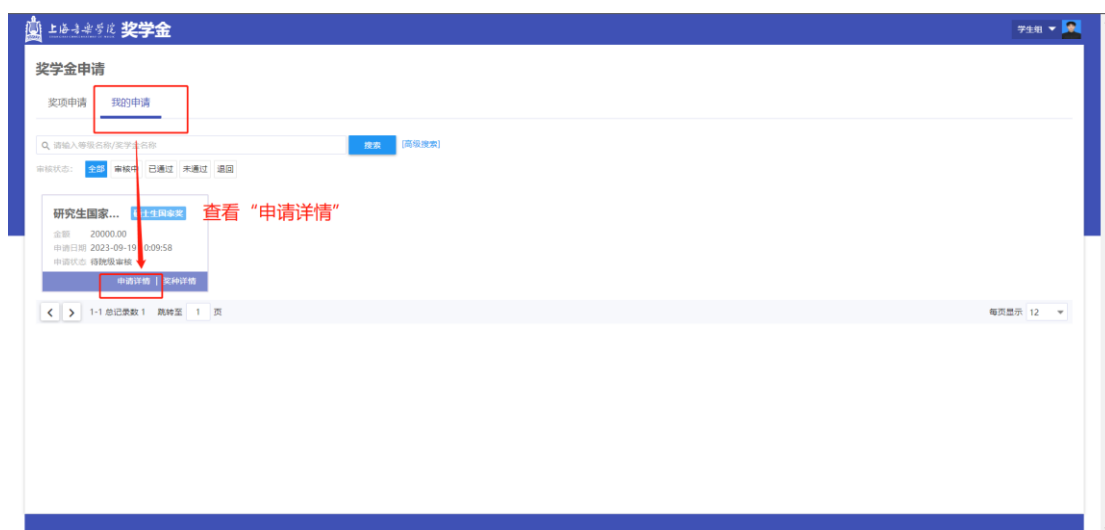 上海音乐学院 奖学金
学生组
奖学金申请
奖项申请 我的申请
请输入等级名称/奖学金名称 搜索 [高级搜索]
审核状态: 全部 审核中 已通过 未通过 退回
研究生国家... 硕士生国家奖
查看“申请详情”
金额 20000.00
申请日期 2023-09-19 10:09:58
申请状态 待院级审核
申请详情 | 奖种详情
1-1 总记录数 1 跳转至 1 页 每页显示 12